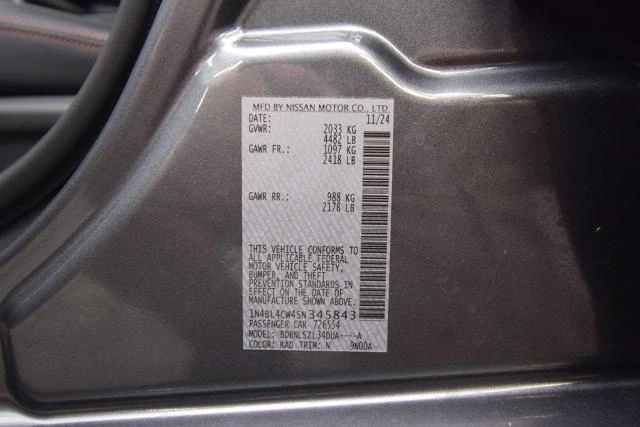 MFD BY NISSAN MOTOR CO., LTD.
DATE: 11/24
GVWR: 2033 KG
4482 LB
GAWR FR.: 1097 KG
2418 LB
GAWR RR.: 988 KG
2178 LB
THIS VEHICLE CONFORMS TO
ALL APPLICABLE FEDERAL
MOTOR VEHICLE SAFETY,
BUMPER, AND THEFT
PREVENTION STANDARDS
IN EFFECT ON THE DATE OF
MANUFACTURE SHOWN ABOVE.
1N4BL4CW4SN345843
PASSENGER CAR 726554
MODEL: BDBNLSZL34DUA----A
COLOR: KAD TRIM: N 9N00A